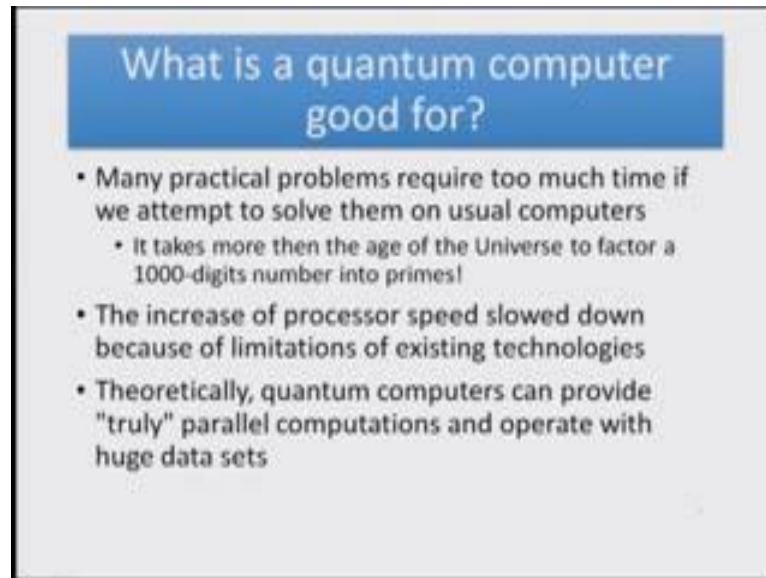 What is a quantum computer
good for?
• Many practical problems require too much time if
we attempt to solve them on usual computers
• It takes more then the age of the Universe to factor a
1000-digits number into primes!
• The increase of processor speed slowed down
because of limitations of existing technologies
• Theoretically, quantum computers can provide
"truly" parallel computations and operate with
huge data sets